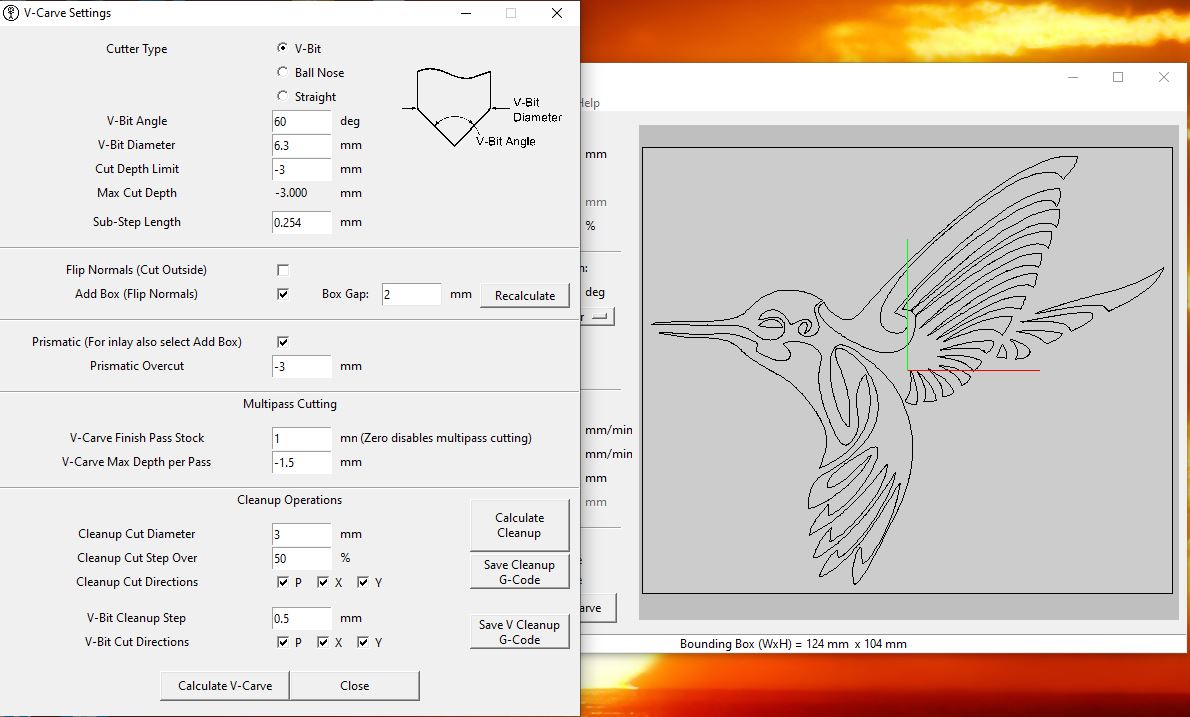 V-Carve Settings
Cutter Type
V-Bit
Ball Nose
Straight
V-Bit
Diameter
V-Bit Angle
V-Bit Angle 60 deg
V-Bit Diameter 6.3 mm
Cut Depth Limit -3 mm
Max Cut Depth -3.000 mm
Sub-Step Length 0.254 mm
Flip Normals (Cut Outside)
Add Box (Flip Normals) Box Gap: 2 mm Recalculate
Prismatic (For inlay also select Add Box)
Prismatic Overcut -3 mm
Multipass Cutting
V-Carve Finish Pass Stock 1 mn (Zero disables multipass cutting)
V-Carve Max Depth per Pass -1.5 mm
Cleanup Operations
Calculate
Cleanup
Cleanup Cut Diameter 3 mm
Cleanup Cut Step Over 50 %
Save Cleanup
G-Code
Cleanup Cut Directions P X Y
V-Bit Cleanup Step 0.5 mm
Save V Cleanup
G-Code
V-Bit Cut Directions P X Y
Calculate V-Carve Close
Help
mm
mm
%
n:
deg
r
mm/min
mm/min
mm
mm
arve
Bounding Box (WxH) = 124 mm x 104 mm